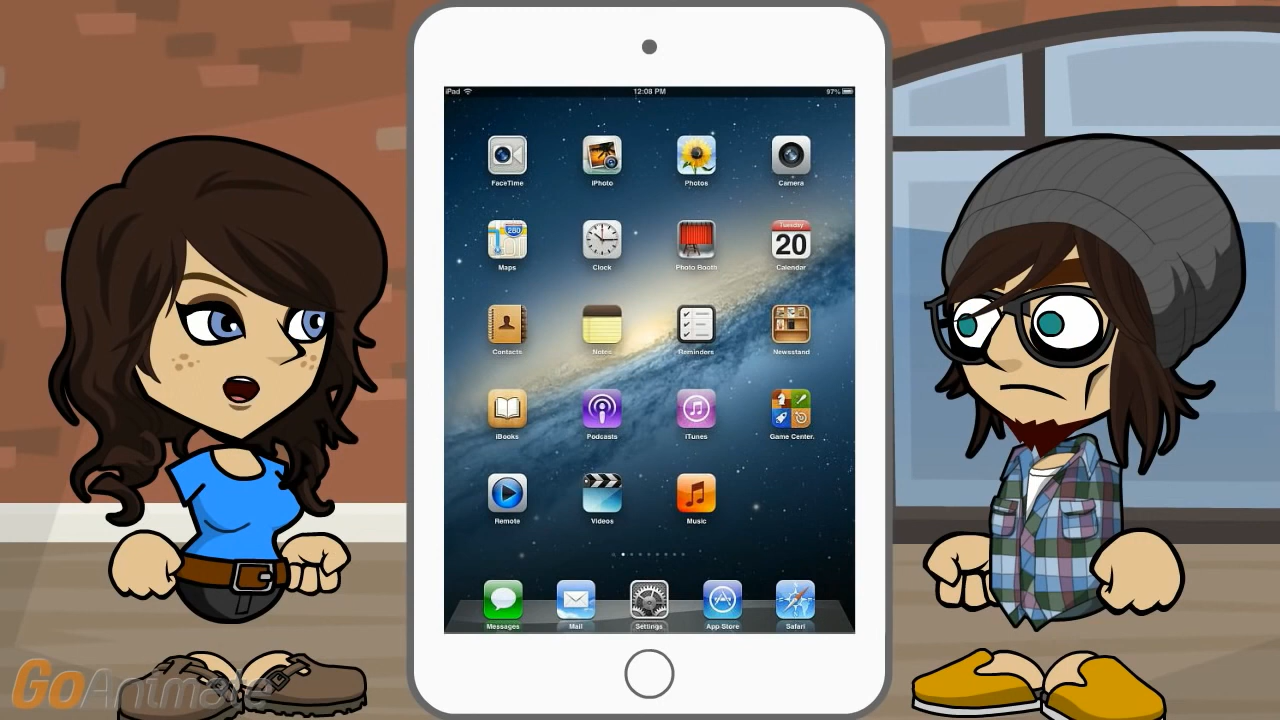 iPad 12:08 PM 97%
FaceTime iPhoto Photos Camera
280 Tuesday 20
Maps Clock Photo Booth Calendar
Contacts Notes Reminders Newsstand
iBooks Podcasts iTunes Game Center
Remote Videos Music
Messages Mail Settings App Store Safari
GoAnimate